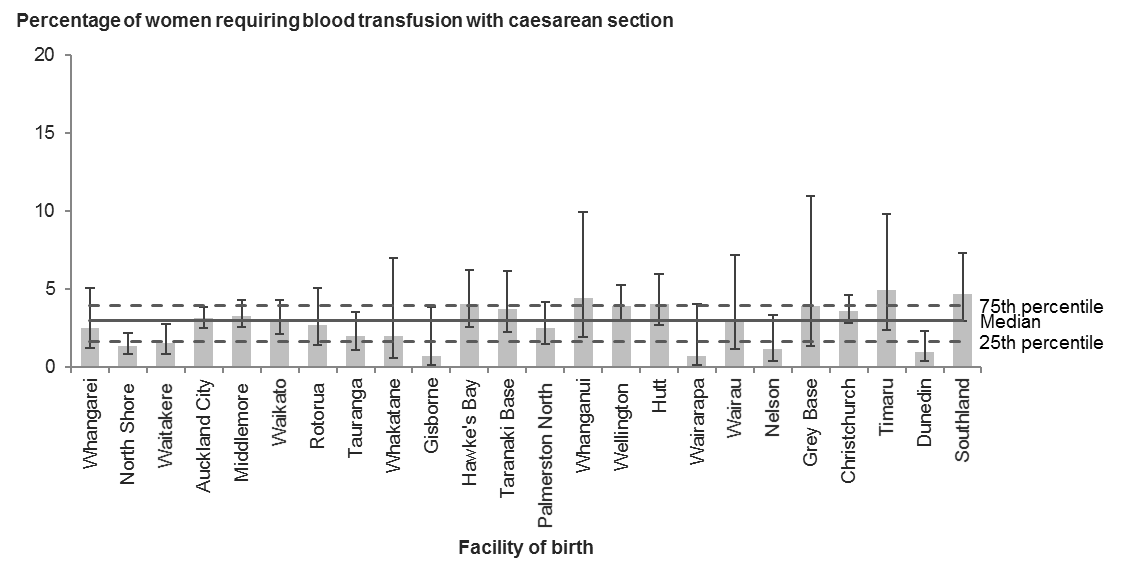 Percentage of women requiring blood transfusion with caesarean section
20
15
10
5
0
75th percentile
Median
25th percentile
Whangarei
North Shore
Waitakere
Auckland City
Middlemore
Waikato
Rotorua
Tauranga
Whakatane
Gisborne
Hawke's Bay
Taranaki Base
Palmerston North
Whanganui
Wellington
Hutt
Wairarapa
Wairau
Nelson
Grey Base
Christchurch
Timaru
Dunedin
Southland
Facility of birth